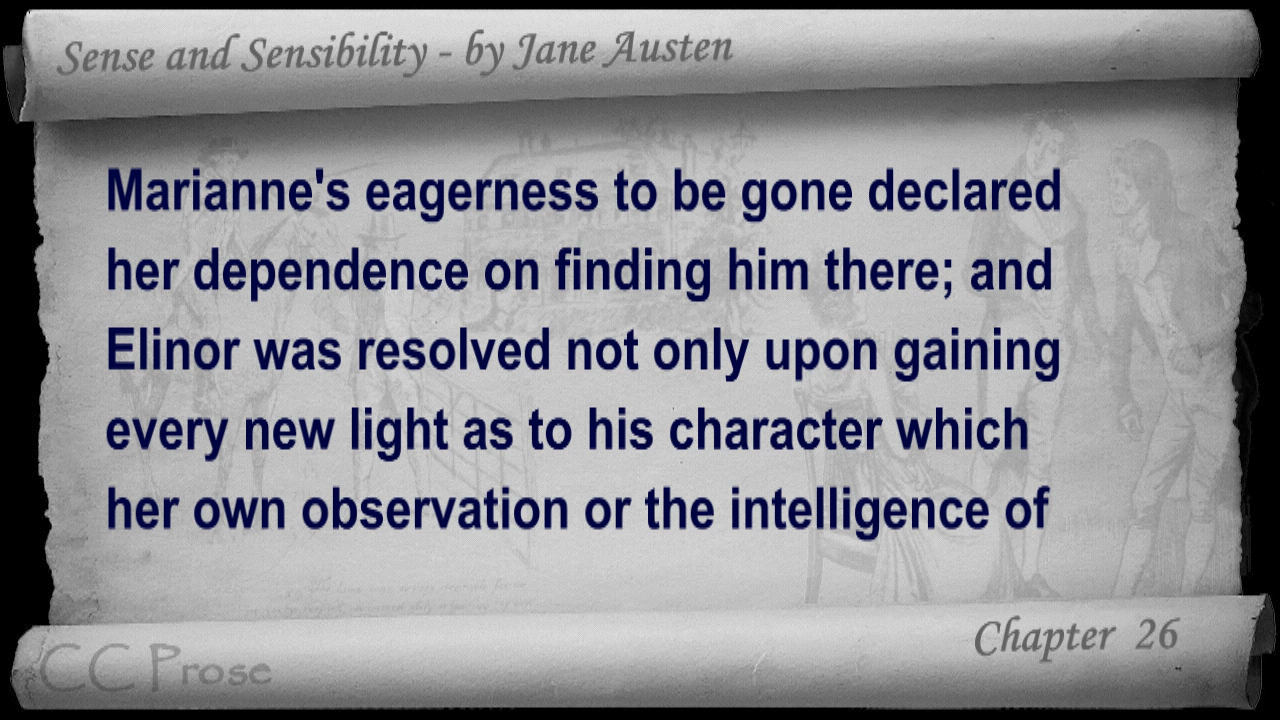 Sense and Sensibility - by Jane Austen
Marianne's eagerness to be gone declared
her dependence on finding him there; and
Elinor was resolved not only upon gaining
every new light as to his character which
her own observation or the intelligence of
Chapter 26
CC Prose